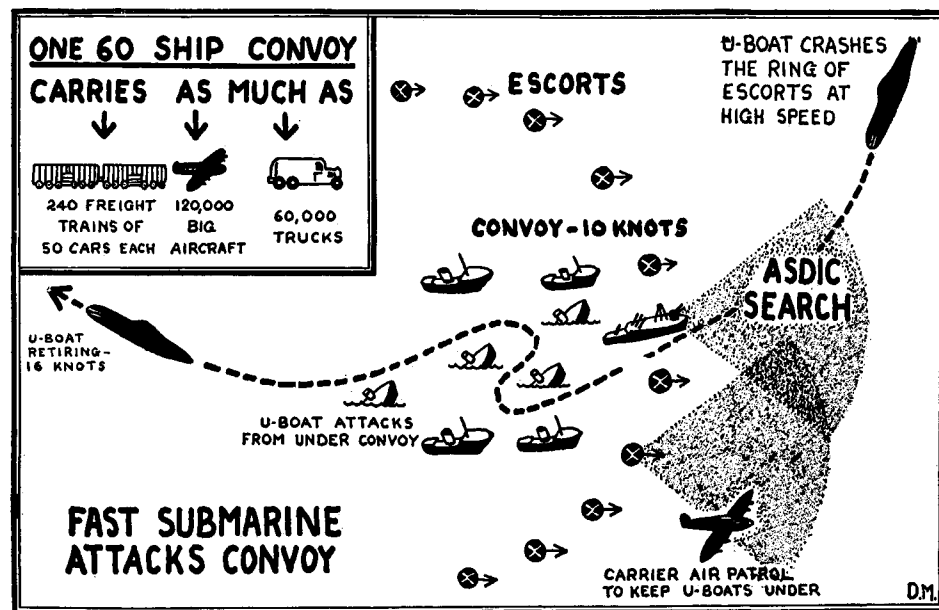 ONE 60 SHIP CONVOY
CARRIES AS MUCH AS
240 FREIGHT
TRAINS OF
50 CARS EACH
120,000
BIG
AIRCRAFT
60,000
TRUCKS
ESCORTS
U-BOAT CRASHES
THE RING OF
ESCORTS AT
HIGH SPEED
CONVOY-10 KNOTS
ASDIC
SEARCH
U-BOAT
RETIRING-
16 KNOTS
U-BOAT ATTACKS
FROM UNDER CONVOY
FAST SUBMARINE
ATTACKS CONVOY
CARRIER AIR PATROL
TO KEEP U-BOATS UNDER
D.M.